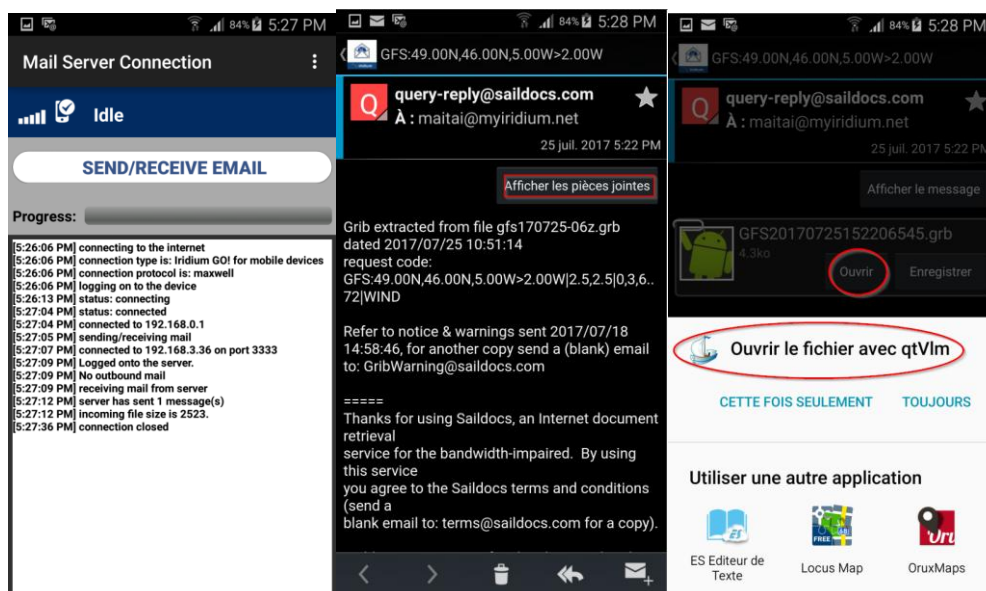 84% 5:27 PM
Mail Server Connection
Idle
SEND/RECEIVE EMAIL
Progress:
[5:26:06 PM] connecting to the internet
[5:26:06 PM] connection type is: Iridium GO! for mobile devices
[5:26:06 PM] connection protocol is: maxwell
[5:26:06 PM] logging on to the device
[5:26:13 PM] status: connecting
[5:27:04 PM] status: connected
[5:27:04 PM] connected to 192.168.0.1
[5:27:05 PM] sending/receiving mail
[5:27:07 PM] connected to 192.168.3.36 on port 3333
[5:27:09 PM] Logged onto the server.
[5:27:09 PM] No outbound mail
[5:27:09 PM] receiving mail from server
[5:27:12 PM] server has sent 1 message(s)
[5:27:12 PM] incoming file size is 2523.
[5:27:36 PM] connection closed
84% 5:28 PM
GFS:49.00N,46.00N,5.00W>2.00W
Q
query-reply@saildocs.com
À : maitai@myiridium.net
25 juil. 2017 5:22 PM
Afficher les pièces jointes
Grib extracted from file gfs170725-06z.grb
dated 2017/07/25 10:51:14
request code:
GFS:49.00N,46.00N,5.00W>2.00W|2.5,2.5|0,3,6..
72|WIND
Refer to notice & warnings sent 2017/07/18
14:58:46, for another copy send a (blank) email
to: GribWarning@saildocs.com
=====
Thanks for using Saildocs, an Internet document
retrieval
service for the bandwidth-impaired. By using
this service
you agree to the Saildocs terms and conditions
(send a
blank email to: terms@saildocs.com for a copy).
84% 5:28 PM
GFS:49.00N,46.00N,5.00W>2.00W
Q
query-reply@saildocs.com
À : maitai@myiridium.net
25 juil. 2017 5:22 PM
Afficher le message
GFS20170725152206545.grb
4.3ko
Ouvrir
Enregistrer
Ouvrir le fichier avec qtVlm
CETTE FOIS SEULEMENT
TOUJOURS
Utiliser une autre application
ES
FREE
Oru
ES Editeur de
Texte
Locus Map
OruxMaps